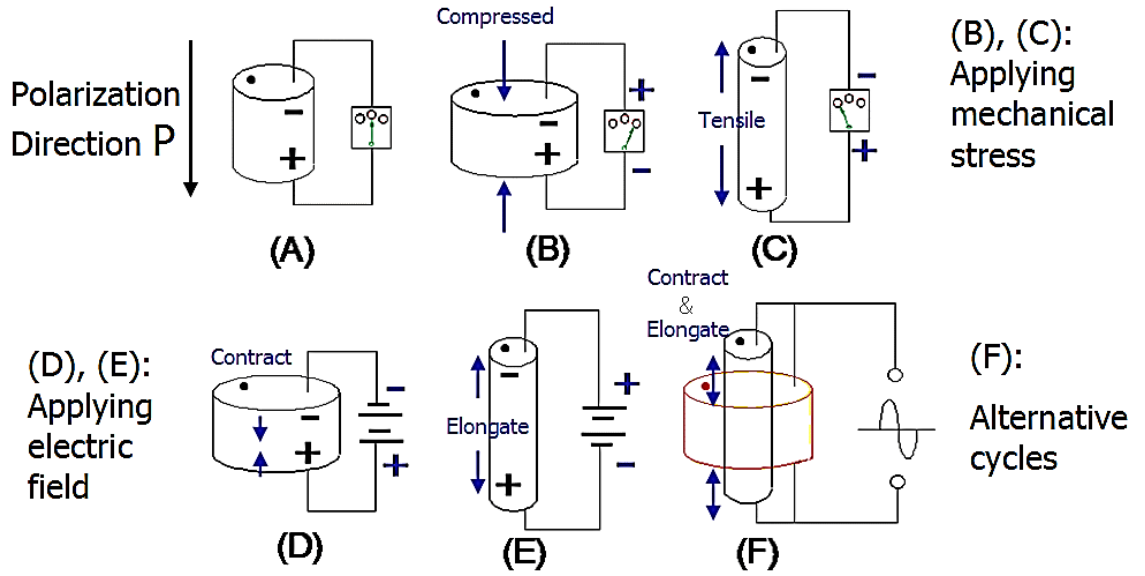 Polarization
Direction P
-
+
(A)
Compressed
-
+
+
-
(B)
Tensile
-
+
-
+
(C)
(B), (C):
Applying
mechanical
stress
(D), (E):
Applying
electric
field
Contract
-
+
-
+
(D)
Elongate
-
+
+
-
(E)
Contract
&
Elongate
(F)
(F):
Alternative
cycles